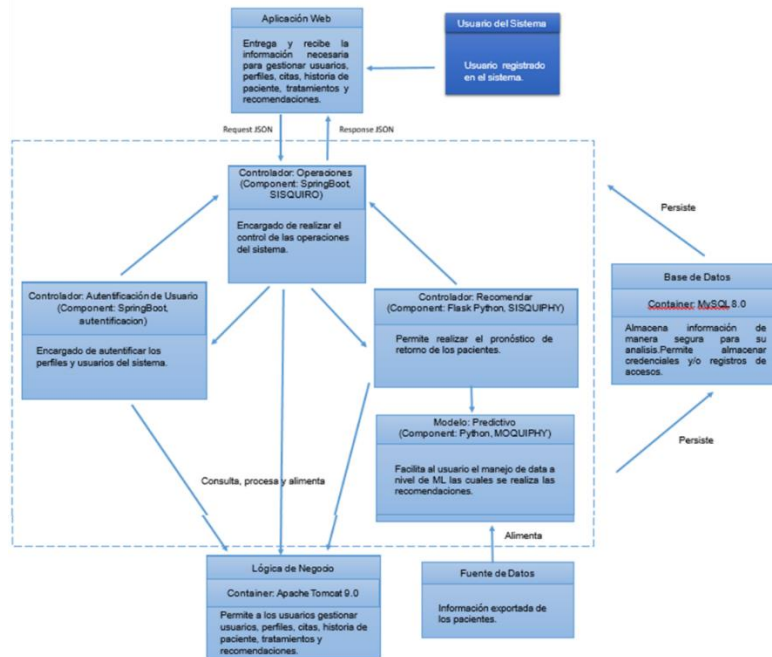 Aplicación Web
Entrega y recibe la
información necesaria
para gestionar usuarios,
perfiles, citas, historia de
paciente, tratamientos y
recomendaciones.
Usuario del Sistema
Usuario registrado
en el sistema.
Request JSON
Response JSON
Controlador: Operaciones
(Component: SpringBoot,
SISQUIRO)
Encargado de realizar el
control de las operaciones
del sistema.
Persiste
Controlador: Autentificación de Usuario
(Component: SpringBoot,
autentificacion)
Encargado de autentificar los
perfiles y usuarios del sistema.
Controlador: Recomendar
(Component: Flask Python, SISQUIPHY)
Permite realizar el pronóstico de
retorno de los pacientes.
Base de Datos
Container: MySQL 8.0
Almacena información de
manera segura para su
analisis.Permite almacenar
credenciales y/o registros de
accesos.
Modelo: Predictivo
(Component: Python, MOQUIPHY)
Facilita al usuario el manejo de data a
nivel de ML las cuales se realiza las
recomendaciones.
Persiste
Consulta, procesa y alimenta
Alimenta
Lógica de Negocio
Container: Apache Tomcat 9.0
Permite a los usuarios gestionar
usuarios, perfiles, citas, historia de
paciente, tratamientos y
recomendaciones.
Fuente de Datos
Información exportada de
los pacientes.